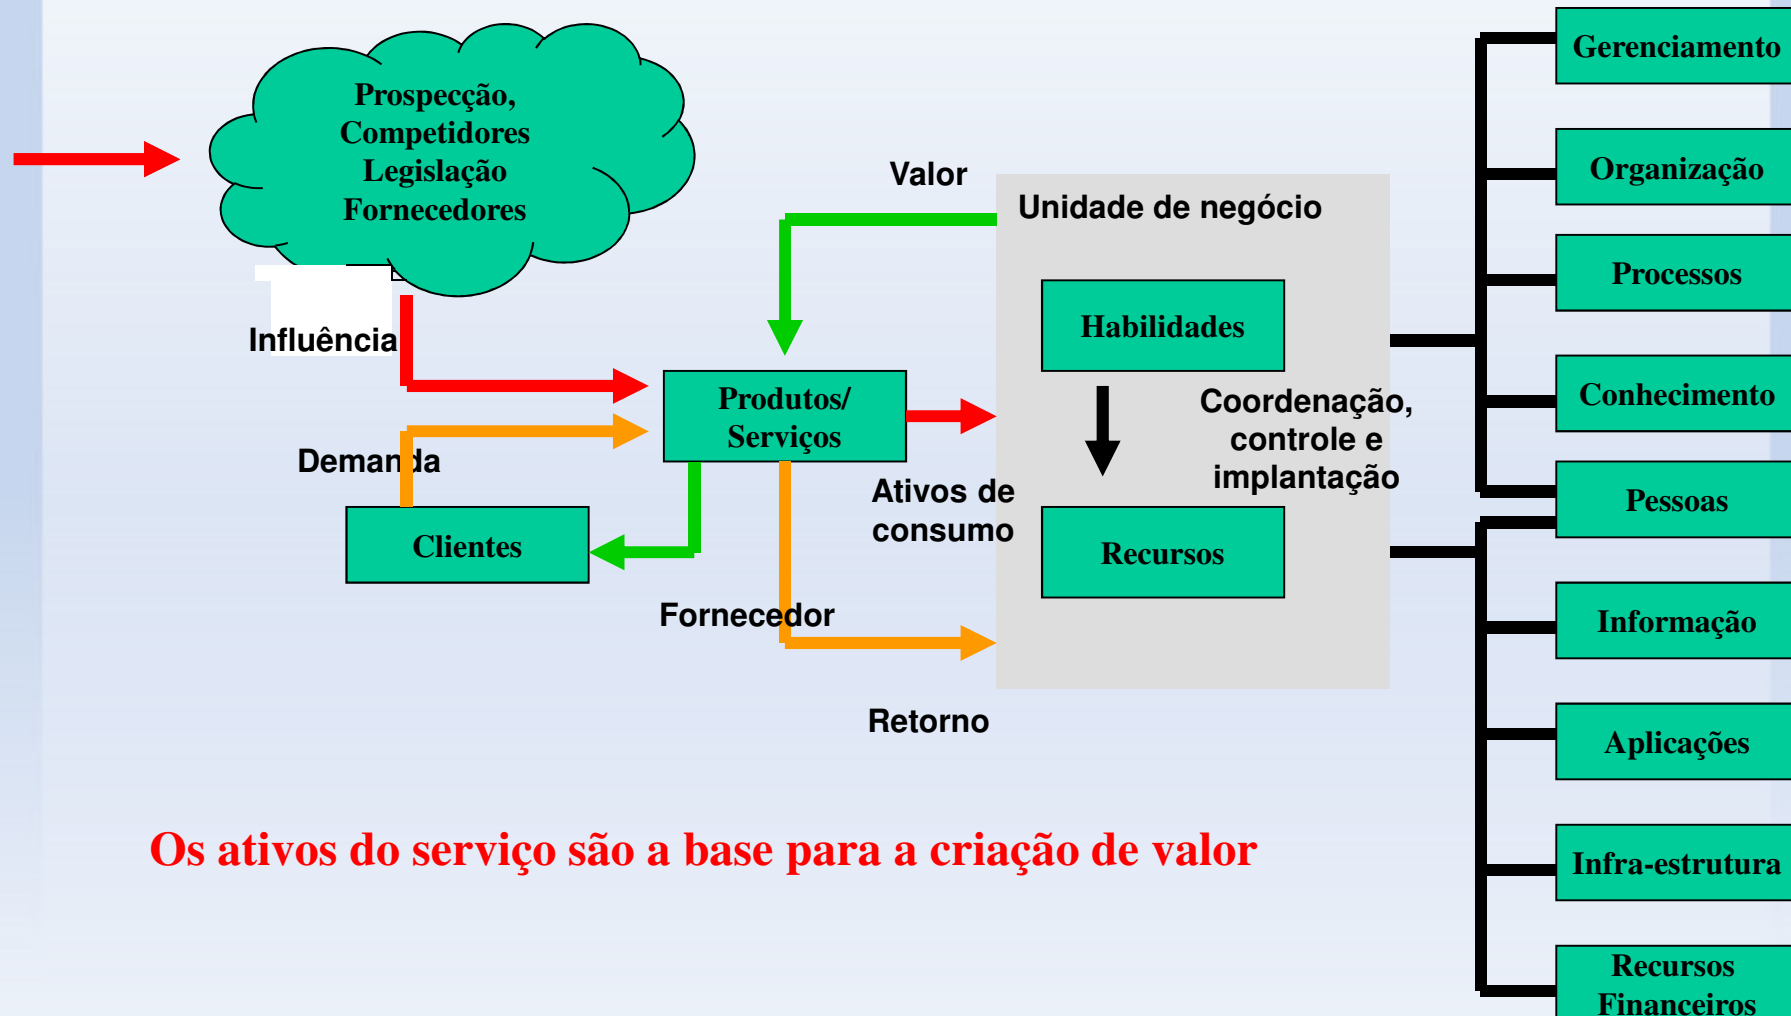 Prospecção,
Competidores
Legislação
Fornecedores
Influência
Demanda
Clientes
Produtos/
Serviços
Valor
Fornecedor
Ativos de
consumo
Retorno
Unidade de negócio
Habilidades
Coordenação,
controle e
implantação
Recursos
Gerenciamento
Organização
Processos
Conhecimento
Pessoas
Informação
Aplicações
Infra-estrutura
Recursos
Financeiros
Os ativos do serviço são a base para a criação de valor